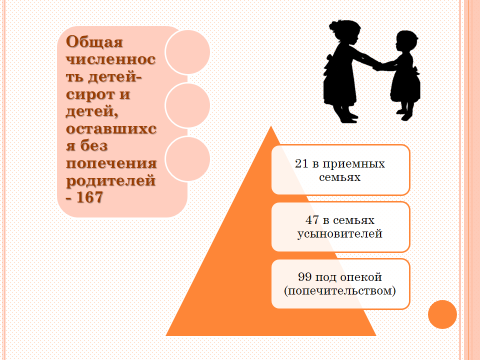 Общая
численнос
ть детей-
сирот и
детей,
оставшихс
я без
попечения
родителей
- 167
21 в приемных
семьях
47 в семьях
усыновителей
99 под опекой
(попечительством)